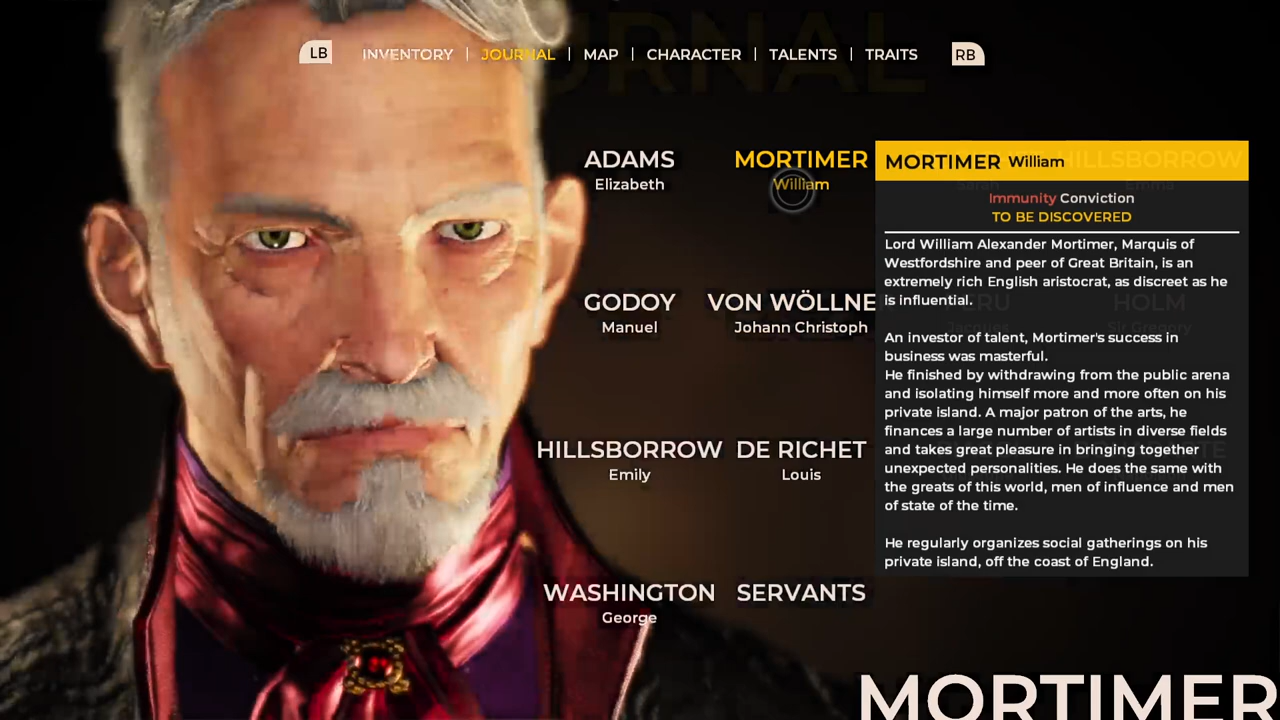 JOURNAL
LB INVENTORY | JOURNAL | MAP | CHARACTER | TALENTS | TRAITS RB
ADAMS
Elizabeth
MORTIMER
William
GODOY
Manuel
VON WÖLLNE
Johann Christoph
HILLSBORROW
Emily
DE RICHET
Louis
WASHINGTON
George
SERVANTS
MORTIMER William
HILLSBORROW
Sarah
Emma
Immunity Conviction
TO BE DISCOVERED
Lord William Alexander Mortimer, Marquis of
Westfordshire and peer of Great Britain, is an
extremely rich English aristocrat, as discreet as he
is influential.
An investor of talent, Mortimer's success in
business was masterful.
He finished by withdrawing from the public arena
and isolating himself more and more often on his
private island. A major patron of the arts, he
finances a large number of artists in diverse fields
and takes great pleasure in bringing together
unexpected personalities. He does the same with
the greats of this world, men of influence and men
of state of the time.
He regularly organizes social gatherings on his
private island, off the coast of England.
HOLM
Sir Gregory
MORTIMER